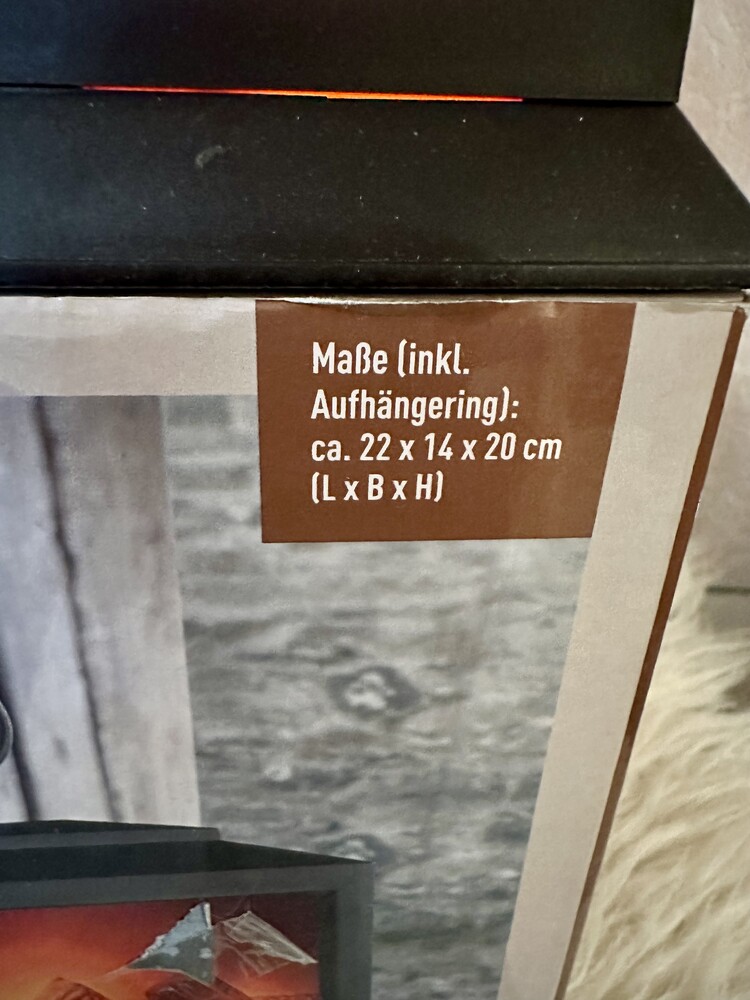 Maße (inkl.
Aufhängering):
ca. 22 x 14 x 20 cm
(L x B x H)